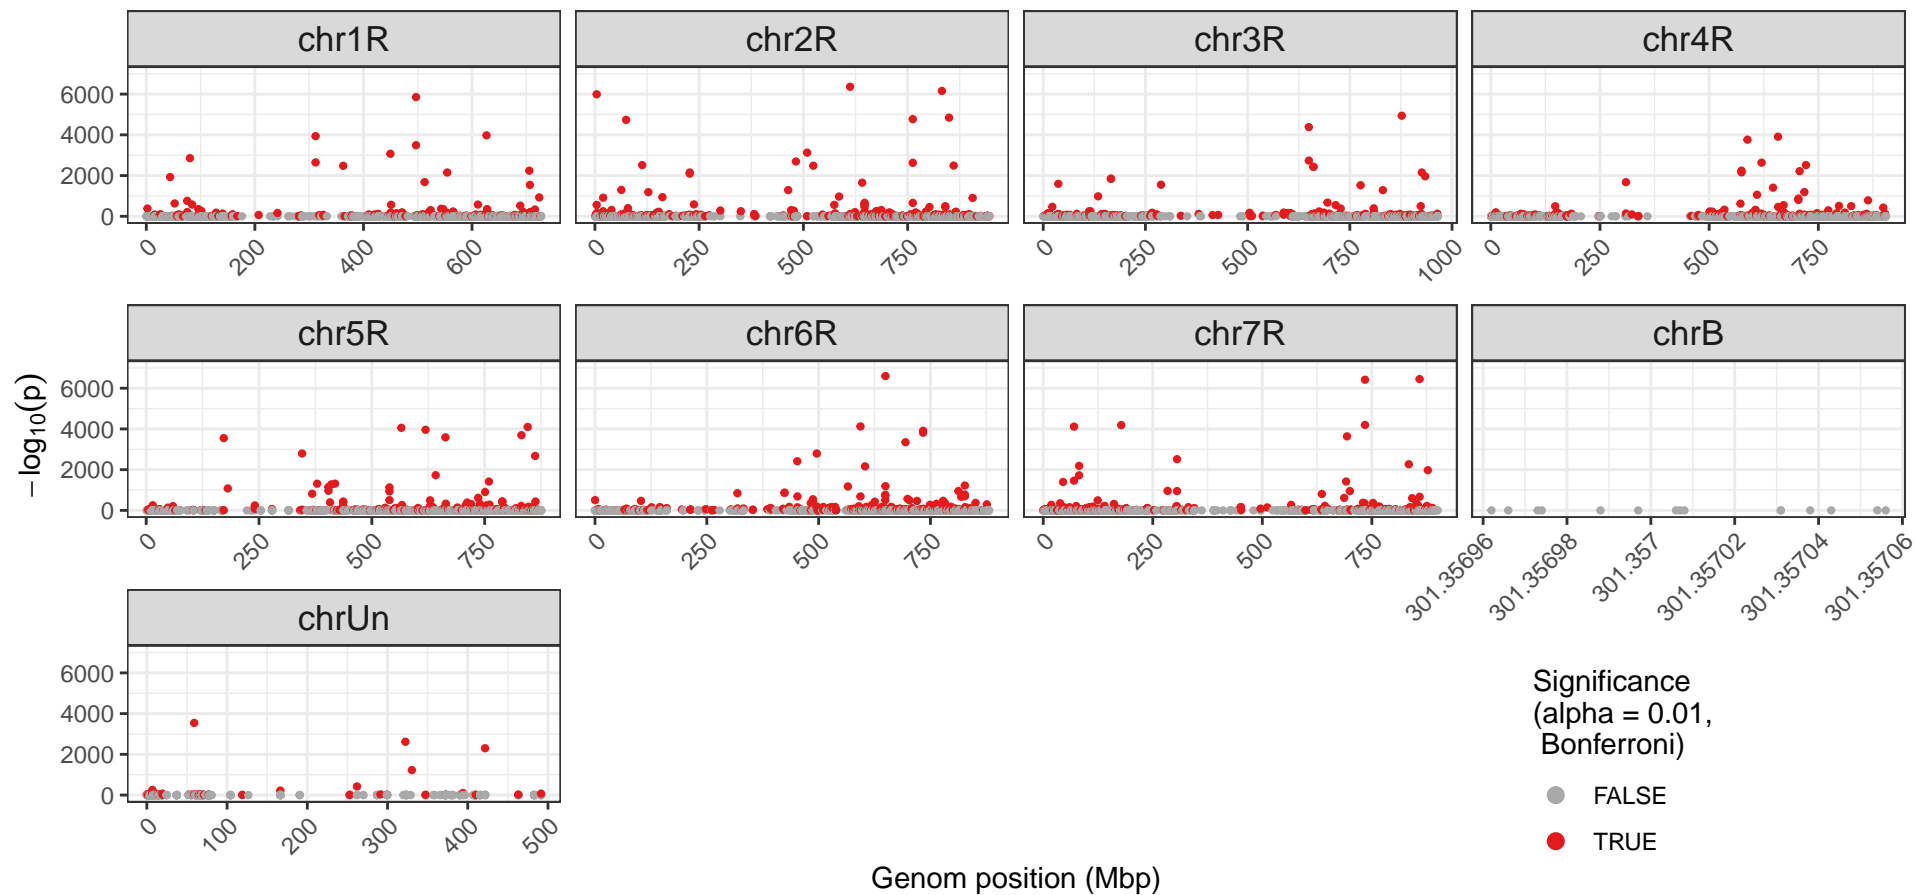 chr1R chr2R chr3R chr4R
6000
4000
2000
0
0 200 400 600 0 250 500 750 0 250 500 750 1000 0 250 500 750
chr5R chr6R chr7R chrB
6000
4000
2000
0
0 250 500 750 0 250 500 750 0 250 500 750 301.35696 301.35698 301.357 301.35702 301.35704 301.35706
−log₁₀(p)
chrUn
6000
4000
2000
0
0 100 200 300 400 500
Significance
(alpha = 0.01,
Bonferroni)
FALSE
TRUE
Genom position (Mbp)